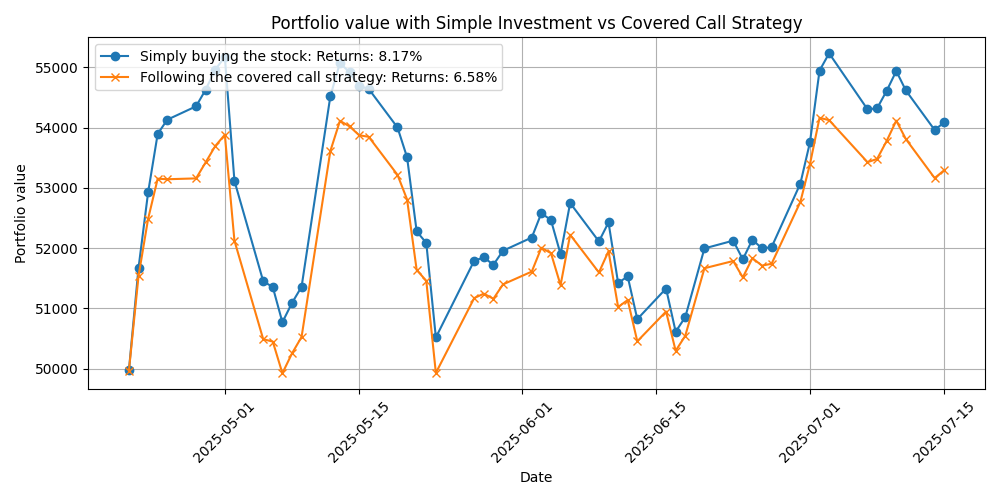 Portfolio value with Simple Investment vs Covered Call Strategy
Simply buying the stock: Returns: 8.17%
Following the covered call strategy: Returns: 6.58%
Portfolio value
55000
54000
53000
52000
51000
50000
2025-05-01
2025-05-15
2025-06-01
2025-06-15
2025-07-01
2025-07-15
Date